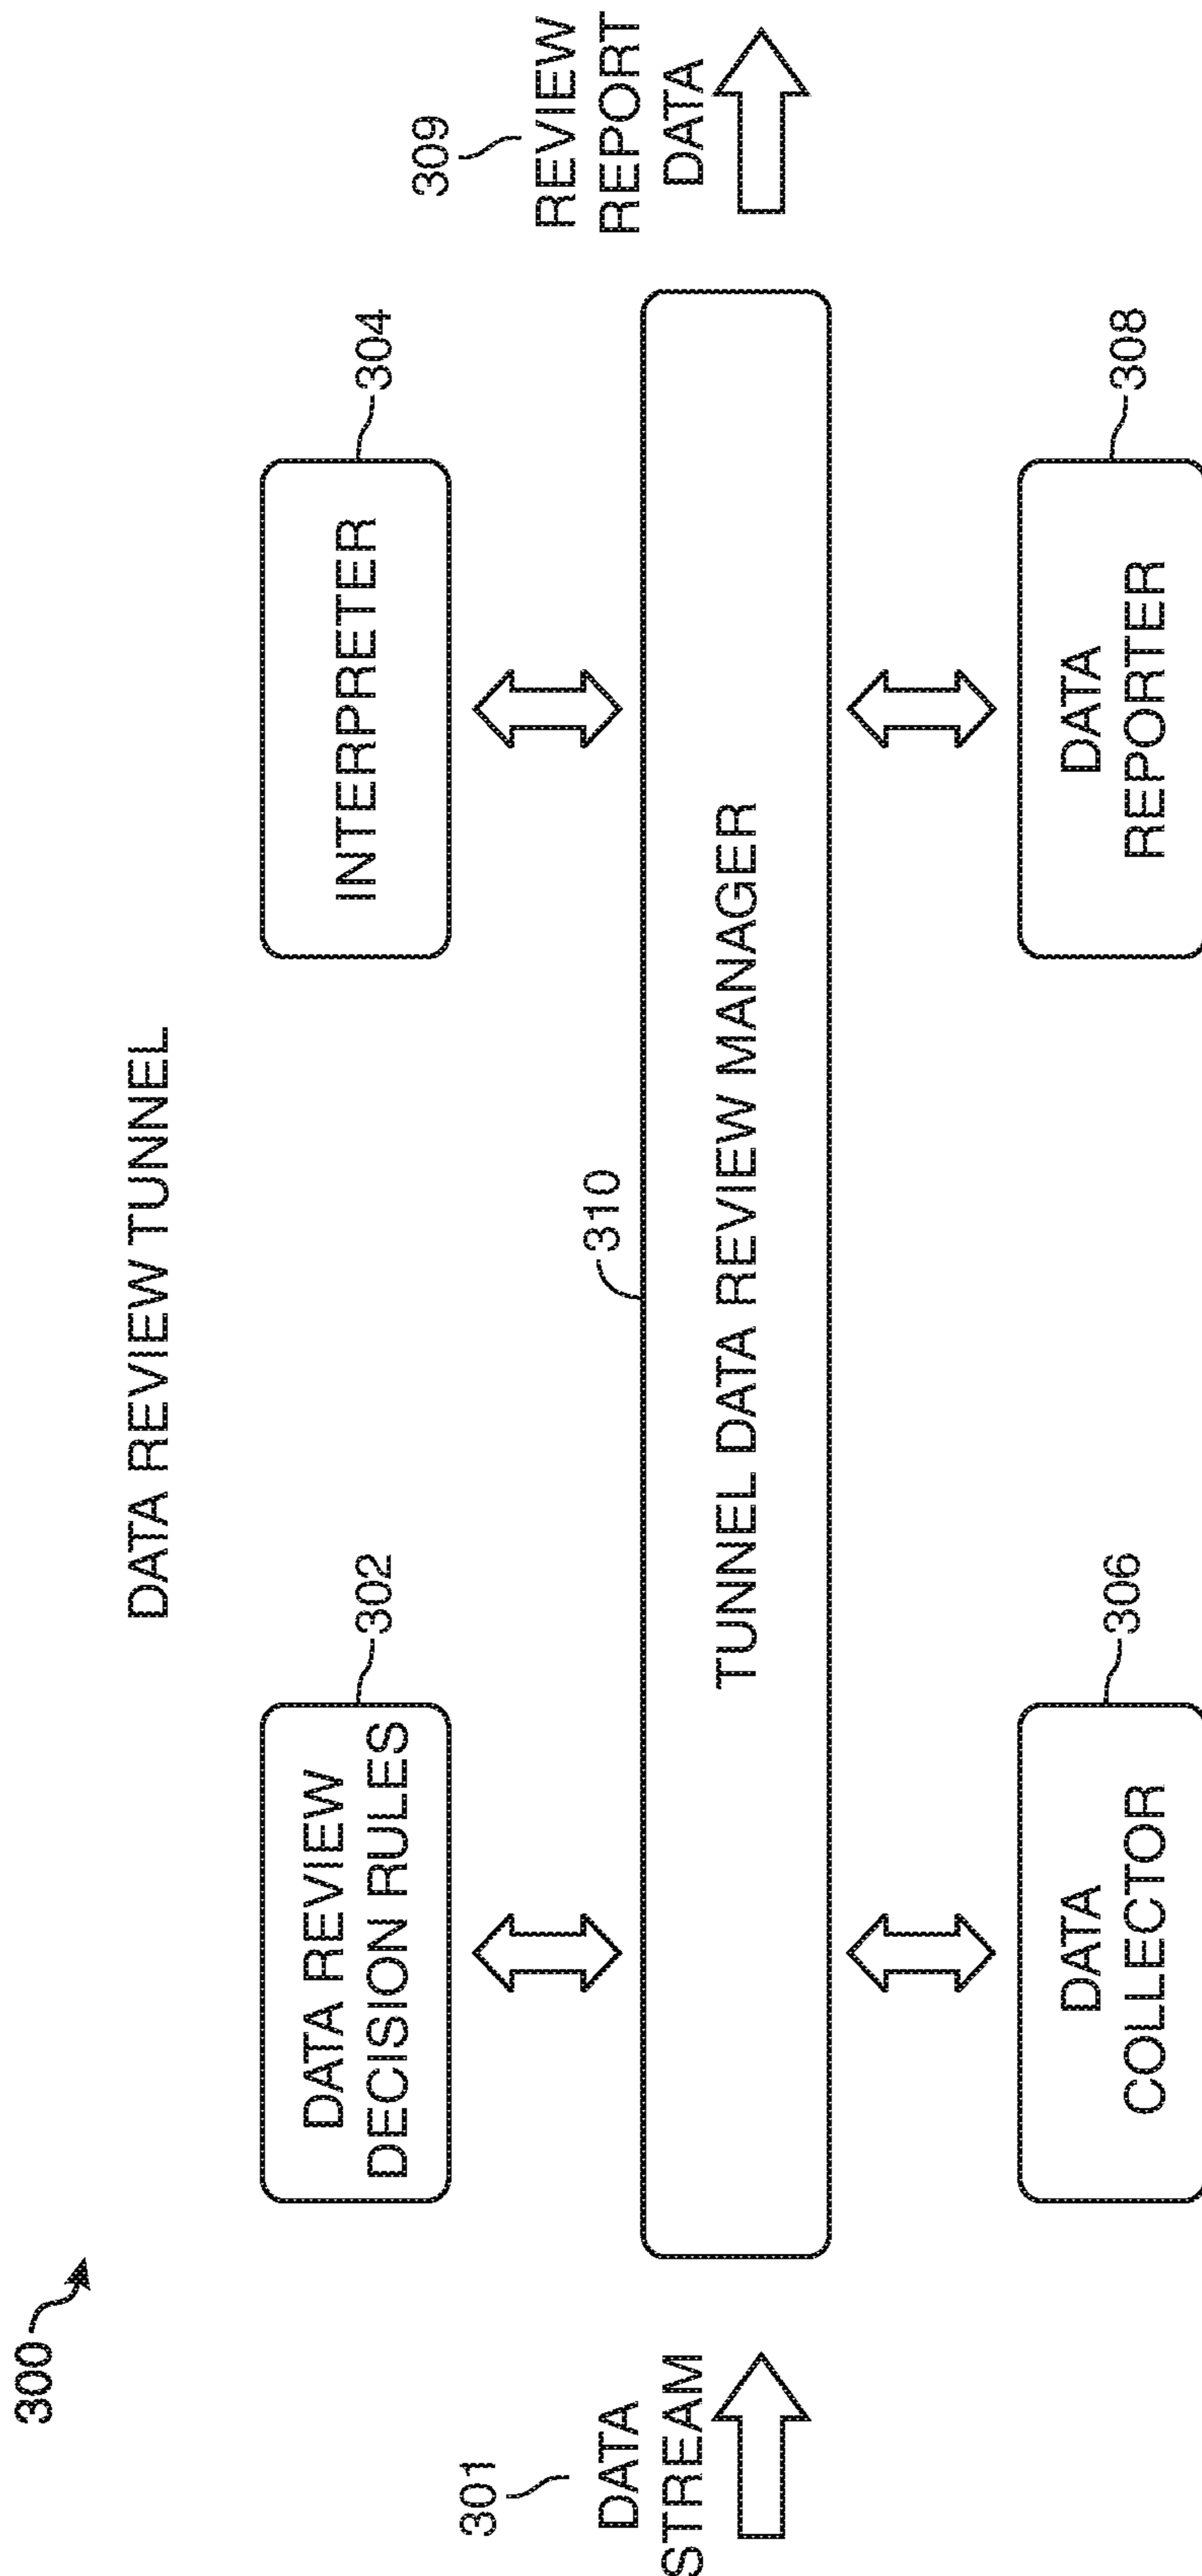 300
DATA REVIEW TUNNEL
302
DATA REVIEW
DECISION RULES
304
INTERPRETER
301
DATA
STREAM
310
TUNNEL DATA REVIEW MANAGER
309
REVIEW
REPORT
DATA
306
DATA
COLLECTOR
308
DATA
REPORTER